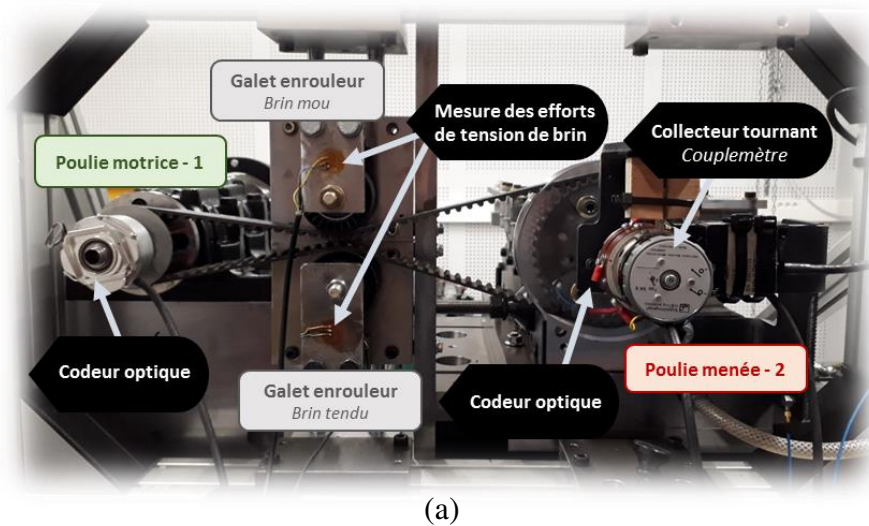 Galet enrouleur
Brin mou
Mesure des efforts
de tension de brin
Collecteur tournant
Couplemètre
Poulie motrice - 1
Codeur optique
Galet enrouleur
Brin tendu
Codeur optique
Poulie menée - 2
(a)